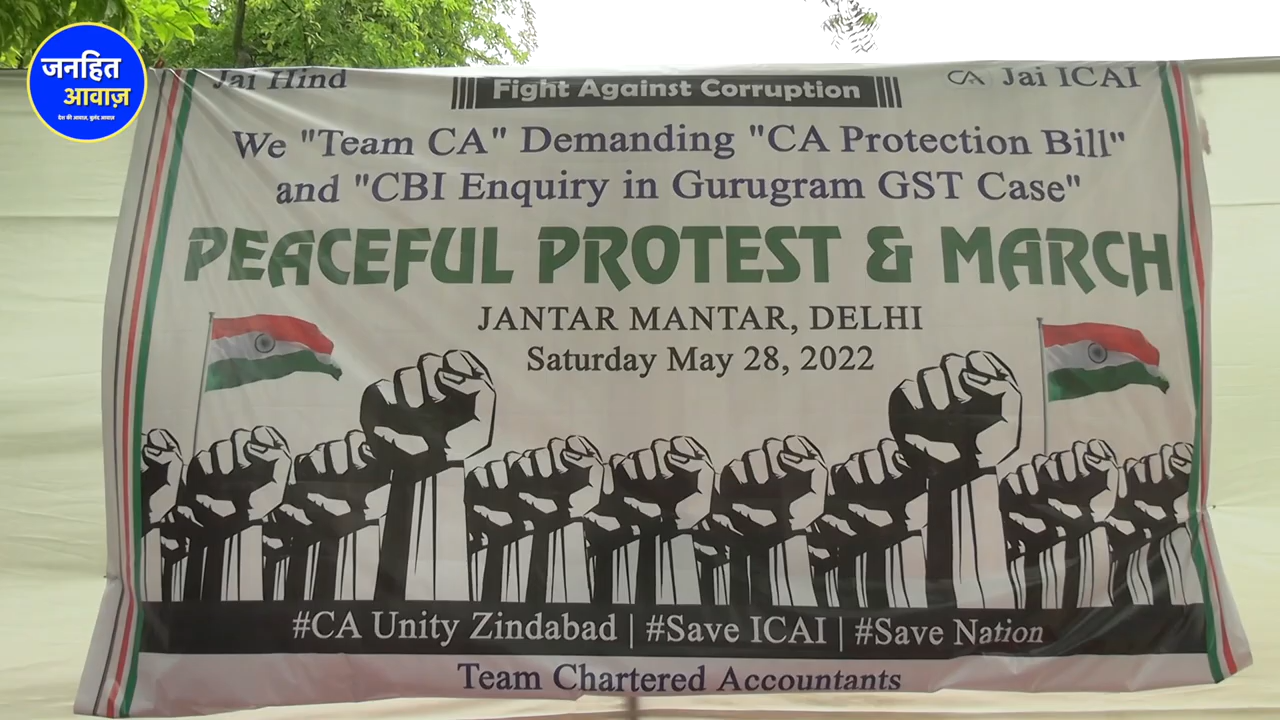 जनहित
आवाज़
देश की आवाज़, बुलंद आवाज़
Jai Hind
Fight Against Corruption
CA Jai ICAI
We "Team CA" Demanding "CA Protection Bill"
and "CBI Enquiry in Gurugram GST Case"
PEACEFUL PROTEST & MARCH
JANTAR MANTAR, DELHI
Saturday May 28, 2022
#CA Unity Zindabad | #Save ICAI | #Save Nation
Team Chartered Accountants